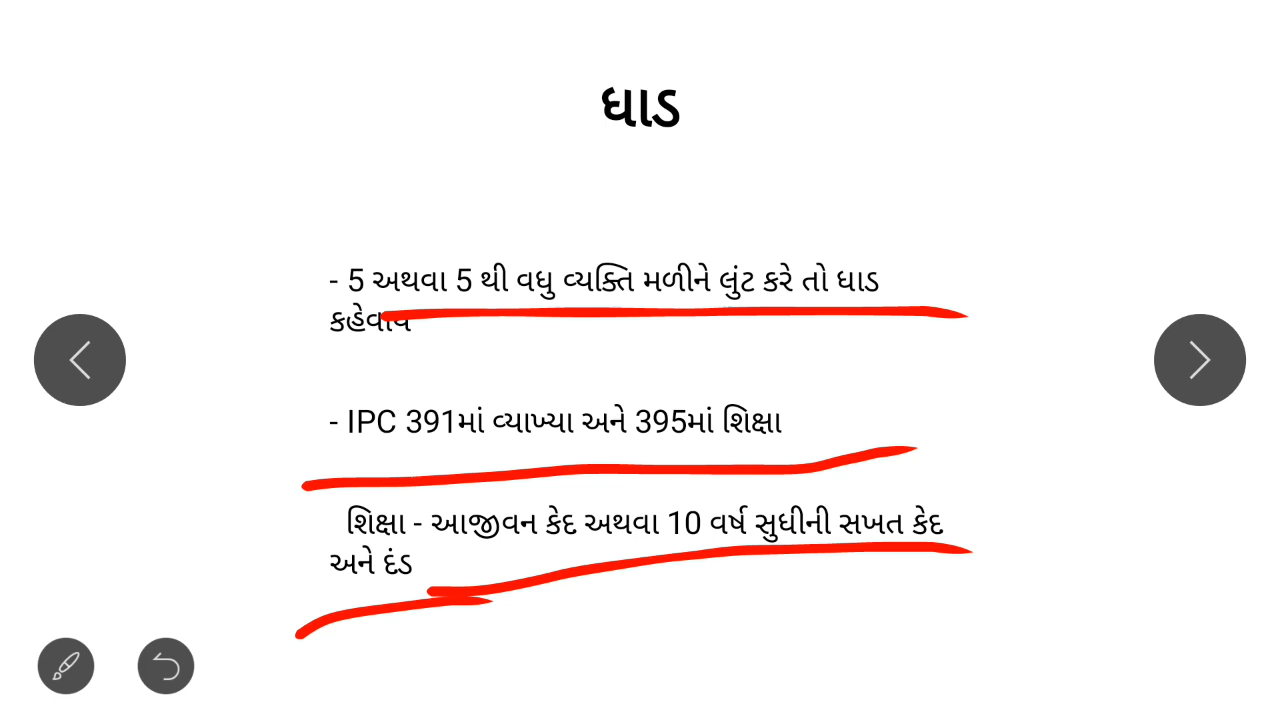 ધાડ
- 5 અથવા 5 થી વધુ વ્યક્તિ મળીને લુંટ કરે તો ધાડ
કહેવાય
- IPC 391માં વ્યાખ્યા અને 395માં શિક્ષા
શિક્ષા - આજીવન કેદ અથવા 10 વર્ષ સુધીની સખત કેદ
અને દંડ